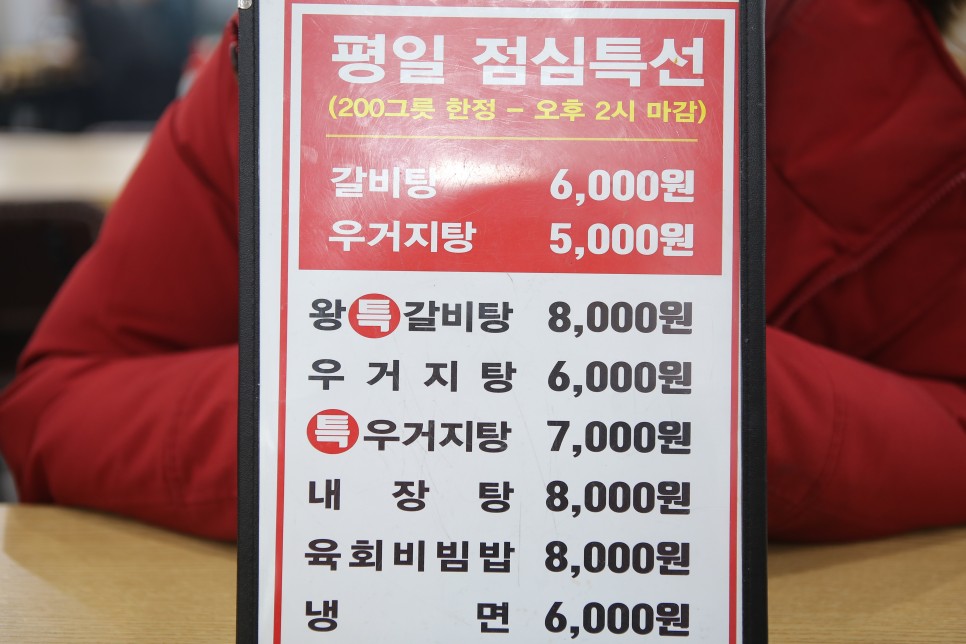 평일 점심특선
(200그릇 한정 - 오후 2시 마감)
갈비탕 6,000원
우거지탕 5,000원
왕특갈비탕 8,000원
우거지탕 6,000원
특우거지탕 7,000원
내장탕 8,000원
육회비빔밥 8,000원
냉면 6,000원